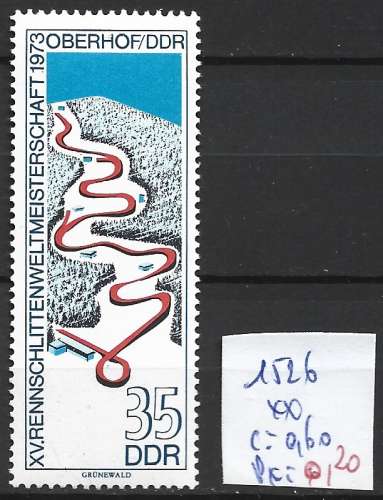 OBERHOF/DDR
XV. RENNSCHLITTENWELTMEISTERSCHAFT 1973
35
DDR
GRÜNEWALD
1526
xx
c = 0,60
Px = 0,20